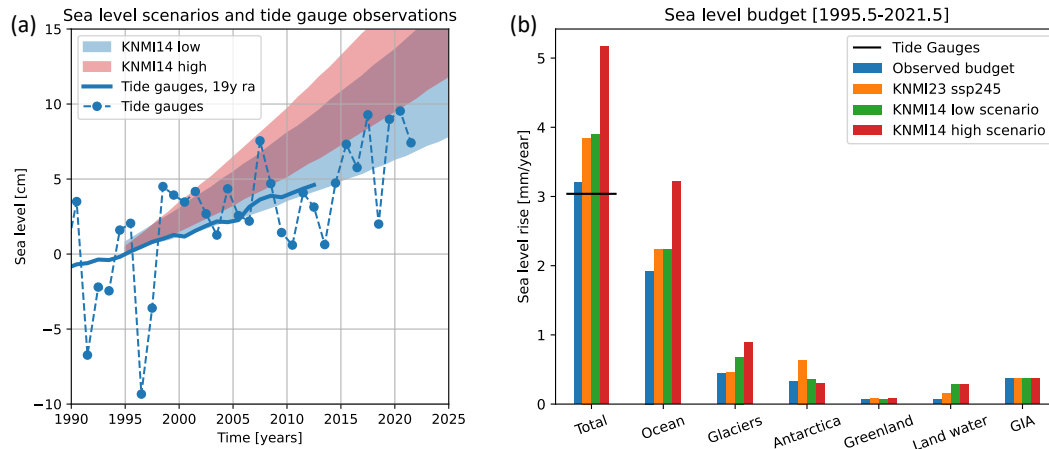 (a)
Sea level scenarios and tide gauge observations
15
10
5
0
−5
−10
Sea level [cm]
KNMI14 low
KNMI14 high
Tide gauges, 19y ra
Tide gauges
1990 1995 2000 2005 2010 2015 2020 2025
Time [years]
(b)
Sea level budget [1995.5-2021.5]
5
4
3
2
1
0
Sea level rise [mm/year]
Tide Gauges
Observed budget
KNMI23 ssp245
KNMI14 low scenario
KNMI14 high scenario
Total Ocean Glaciers Antarctica Greenland Land water GIA